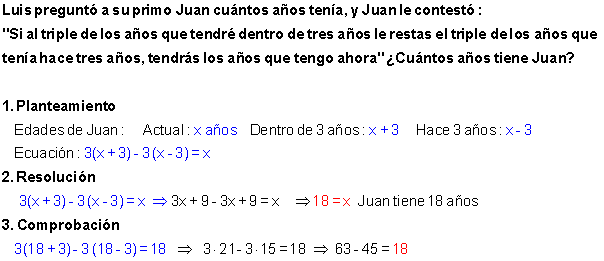 Luis preguntó a su primo Juan cuántos años tenía, y Juan le contestó :
"Si al triple de los años que tendré dentro de tres años le restas el triple de los años que
tenía hace tres años, tendrás los años que tengo ahora" ¿Cuántos años tiene Juan?
1. Planteamiento
Edades de Juan : Actual : x años Dentro de 3 años : x + 3 Hace 3 años : x - 3
Ecuación : 3(x + 3) - 3 (x - 3) = x
2. Resolución
3(x + 3) - 3 (x - 3) = x ⇒ 3x + 9 - 3x + 9 = x ⇒ 18 = x Juan tiene 18 años
3. Comprobación
3(18 + 3) - 3 (18 - 3) = 18 ⇒ 3 · 21 - 3 · 15 = 18 ⇒ 63 - 45 = 18